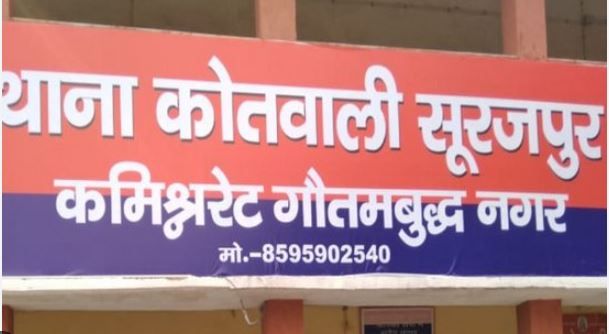 थाना कोतवाली सूरजपुर
कमिश्नरेट गौतमबुद्ध नगर
मो.-8595902540